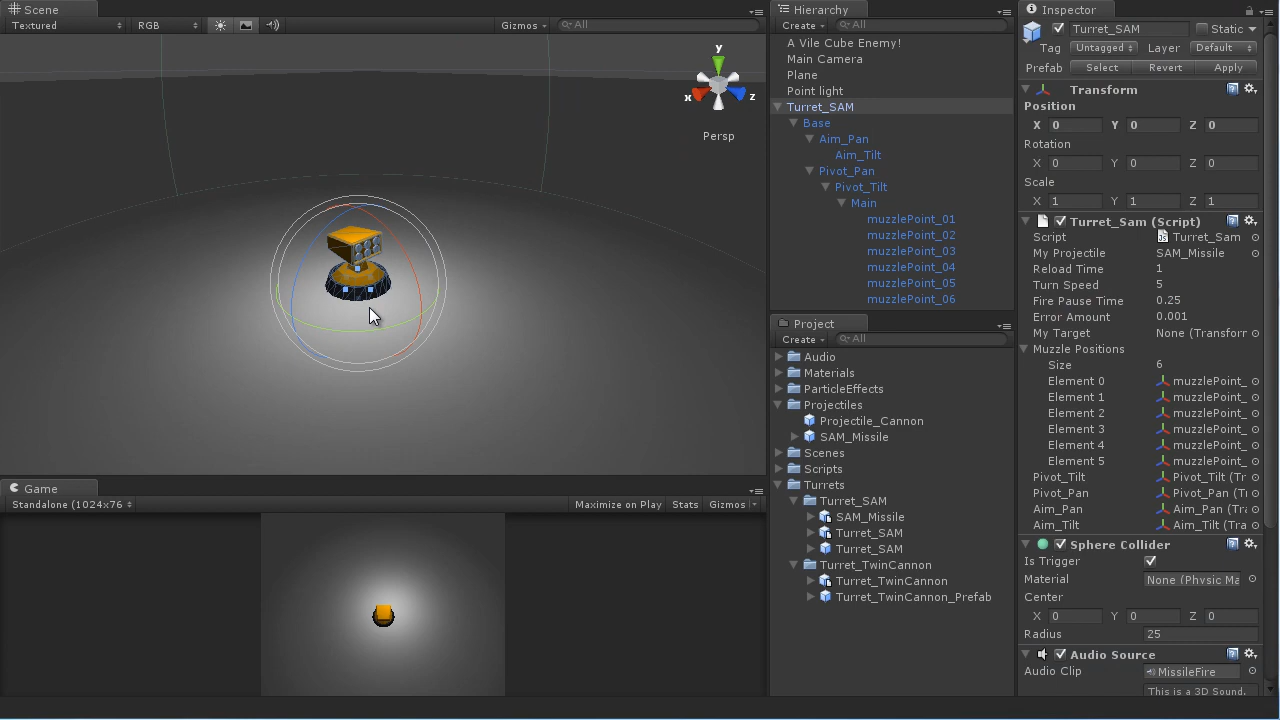 Scene
Textured RGB Gizmos All
y
x z
Persp
Game
Standalone (1024x76 Maximize on Play Stats Gizmos
Hierarchy
Create All
A Vile Cube Enemy!
Main Camera
Plane
Point light
Turret_SAM
Base
Aim_Pan
Aim_Tilt
Pivot_Pan
Pivot_Tilt
Main
muzzlePoint_01
muzzlePoint_02
muzzlePoint_03
muzzlePoint_04
muzzlePoint_05
muzzlePoint_06
Project
Create All
Audio
Materials
ParticleEffects
Projectiles
Projectile_Cannon
SAM_Missile
Scenes
Scripts
Turrets
Turret_SAM
SAM_Missile
Turret_SAM
Turret_SAM
Turret_TwinCannon
Turret_TwinCannon
Turret_TwinCannon_Prefab
Inspector
Turret_SAM Static
Tag Untagged Layer Default
Prefab Select Revert Apply
Transform
Position
X 0 Y 0 Z 0
Rotation
X 0 Y 0 Z 0
Scale
X 1 Y 1 Z 1
Turret_Sam (Script)
Script Turret_Sam
My Projectile SAM_Missile
Reload Time 1
Turn Speed 5
Fire Pause Time 0.25
Error Amount 0.001
My Target None (Transforr
Muzzle Positions
Size 6
Element 0 muzzlePoint_
Element 1 muzzlePoint_
Element 2 muzzlePoint_
Element 3 muzzlePoint_
Element 4 muzzlePoint_
Element 5 muzzlePoint_
Pivot_Tilt Pivot_Tilt (Tr
Pivot_Pan Pivot_Pan (Tr
Aim_Pan Aim_Pan (Tra
Aim_Tilt Aim_Tilt (Tra
Sphere Collider
Is Trigger
Material None (Physic Ma
Center
X 0 Y 0 Z 0
Radius 25
Audio Source
Audio Clip MissileFire
This is a 3D Sound.